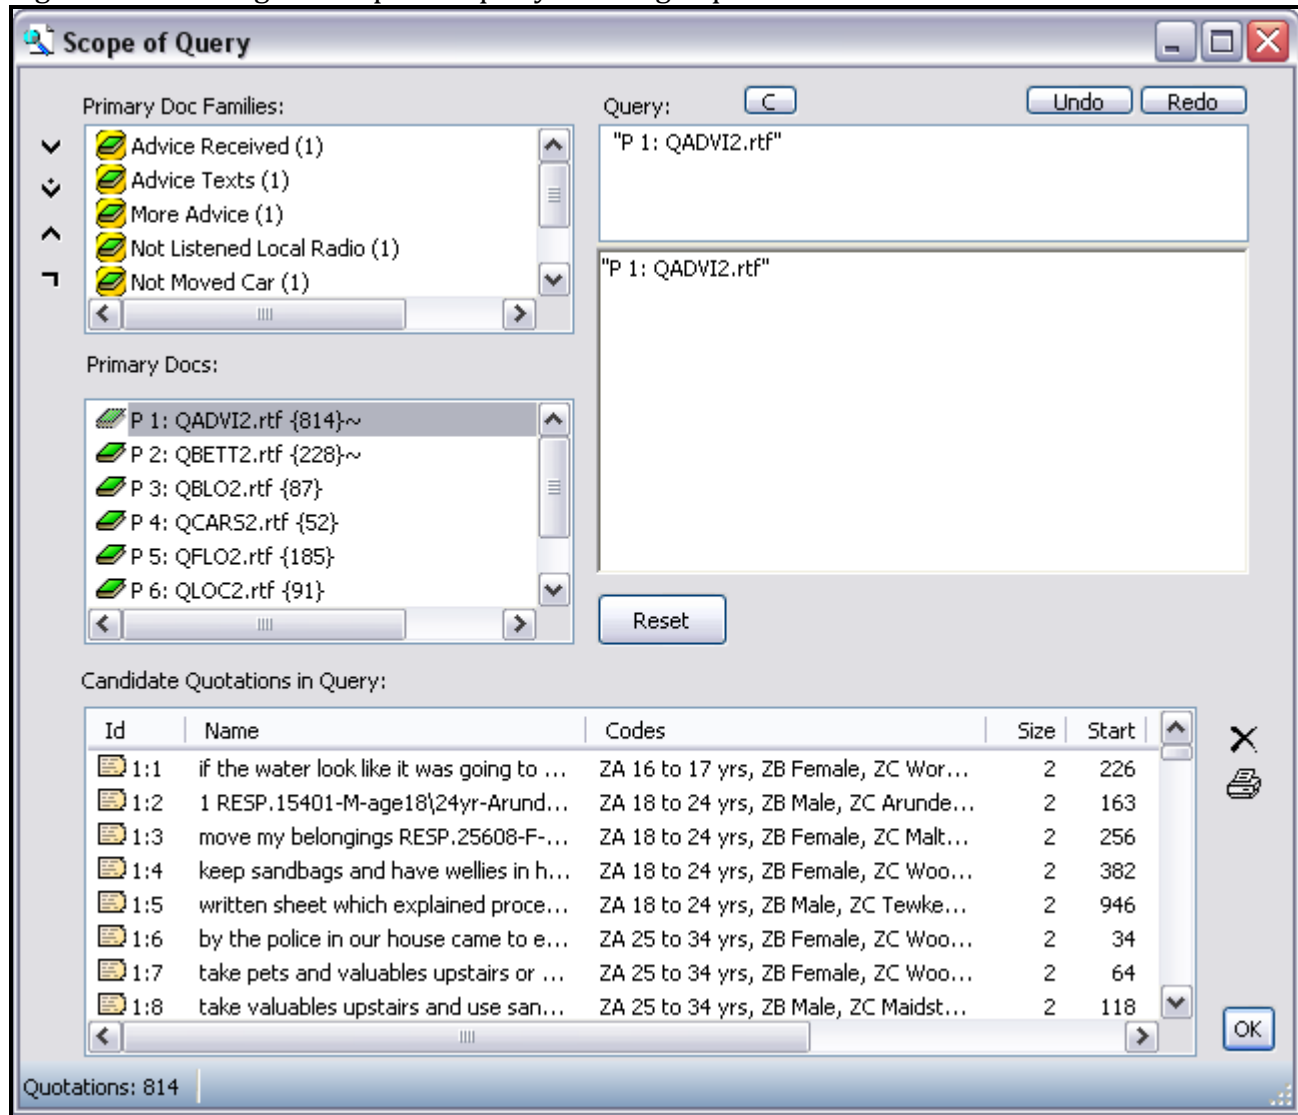 Scope of Query
Primary Doc Families:
Advice Received (1)
Advice Texts (1)
More Advice (1)
Not Listened Local Radio (1)
Not Moved Car (1)
Primary Docs:
P 1: QADVI2.rtf {814}~
P 2: QBETT2.rtf {228}~
P 3: QBLO2.rtf {87}
P 4: QCARS2.rtf {52}
P 5: QFLO2.rtf {185}
P 6: QLOC2.rtf {91}
Query: C Undo Redo
"P 1: QADVI2.rtf"
"P 1: QADVI2.rtf"
Reset
Candidate Quotations in Query:
Id Name Codes Size Start
1:1 if the water look like it was going to ... ZA 16 to 17 yrs, ZB Female, ZC Wor... 2 226
1:2 1 RESP.15401-M-age18\24yr-Arund... ZA 18 to 24 yrs, ZB Male, ZC Arunde... 2 163
1:3 move my belongings RESP.25608-F-... ZA 18 to 24 yrs, ZB Female, ZC Malt... 2 256
1:4 keep sandbags and have wellies in h... ZA 18 to 24 yrs, ZB Female, ZC Woo... 2 382
1:5 written sheet which explained proce... ZA 18 to 24 yrs, ZB Male, ZC Tewke... 2 946
1:6 by the police in our house came to e... ZA 25 to 34 yrs, ZB Female, ZC Woo... 2 34
1:7 take pets and valuables upstairs or ... ZA 25 to 34 yrs, ZB Female, ZC Woo... 2 64
1:8 take valuables upstairs and use san... ZA 25 to 34 yrs, ZB Male, ZC Maidst... 2 118
OK
Quotations: 814